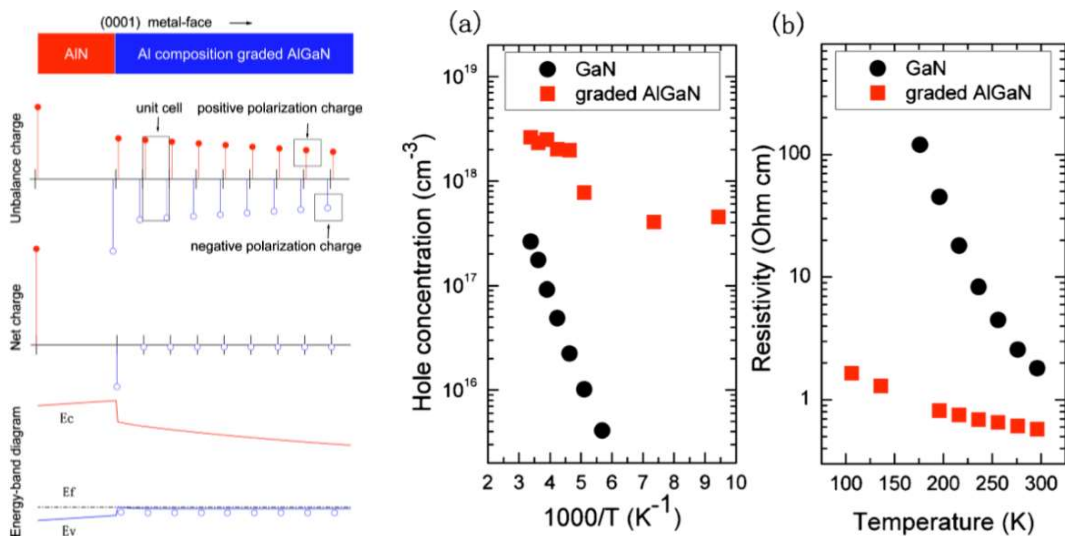 (0001) metal-face
AlN
Al composition graded AlGaN
Unbalance charge
unit cell
positive polarization charge
negative polarization charge
Net charge
Energy-band diagram
Ec
Ef
Ev
(a)
Hole concentration (cm⁻³)
10¹⁹
10¹⁸
10¹⁷
10¹⁶
GaN
graded AlGaN
2 3 4 5 6 7 8 9 10
1000/T (K⁻¹)
(b)
Resistivity (Ohm cm)
100
10
1
GaN
graded AlGaN
100 150 200 250 300
Temperature (K)